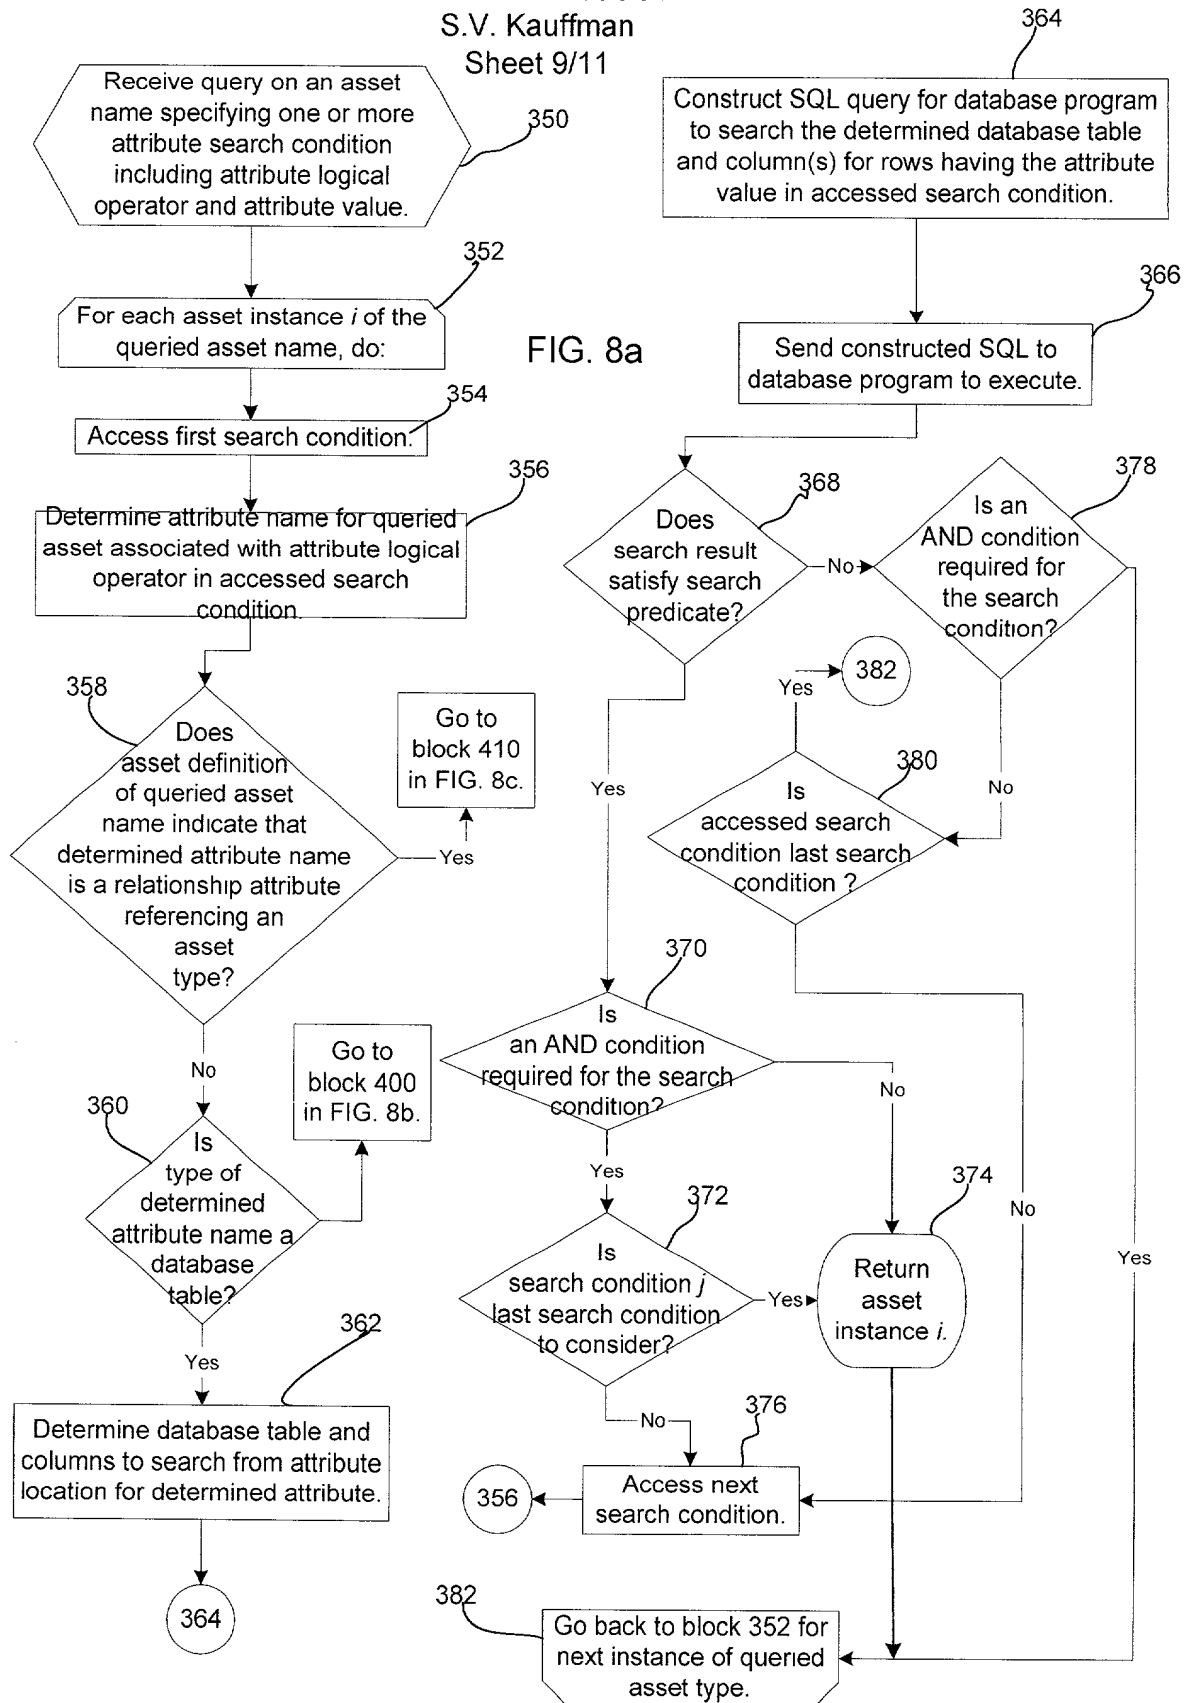 S.V. Kauffman
Sheet 9/11
Receive query on an asset
name specifying one or more
attribute search condition
including attribute logical
operator and attribute value.
350
352
For each asset instance i of the
queried asset name, do:
FIG. 8a
354
Access first search condition.
356
Determine attribute name for queried
asset associated with attribute logical
operator in accessed search
condition.
358
Does
asset definition
of queried asset
name indicate that
determined attribute name
is a relationship attribute
referencing an
asset
type?
Yes
Go to
block 410
in FIG. 8c.
No
360
Is
type of
determined
attribute name a
database
table?
Go to
block 400
in FIG. 8b.
Yes
362
Determine database table and
columns to search from attribute
location for determined attribute.
364
364
Construct SQL query for database program
to search the determined database table
and column(s) for rows having the attribute
value in accessed search condition.
366
Send constructed SQL to
database program to execute.
368
Does
search result
satisfy search
predicate?
No
378
Is an
AND condition
required for
the search
condition?
382
Yes
No
380
Is
accessed search
condition last search
condition ?
Yes
370
Is
an AND condition
required for the search
condition?
No
Yes
372
Is
search condition j
last search condition
to consider?
Yes
374
Return
asset
instance i.
No
Yes
No
376
Access next
search condition.
356
382
Go back to block 352 for
next instance of queried
asset type.